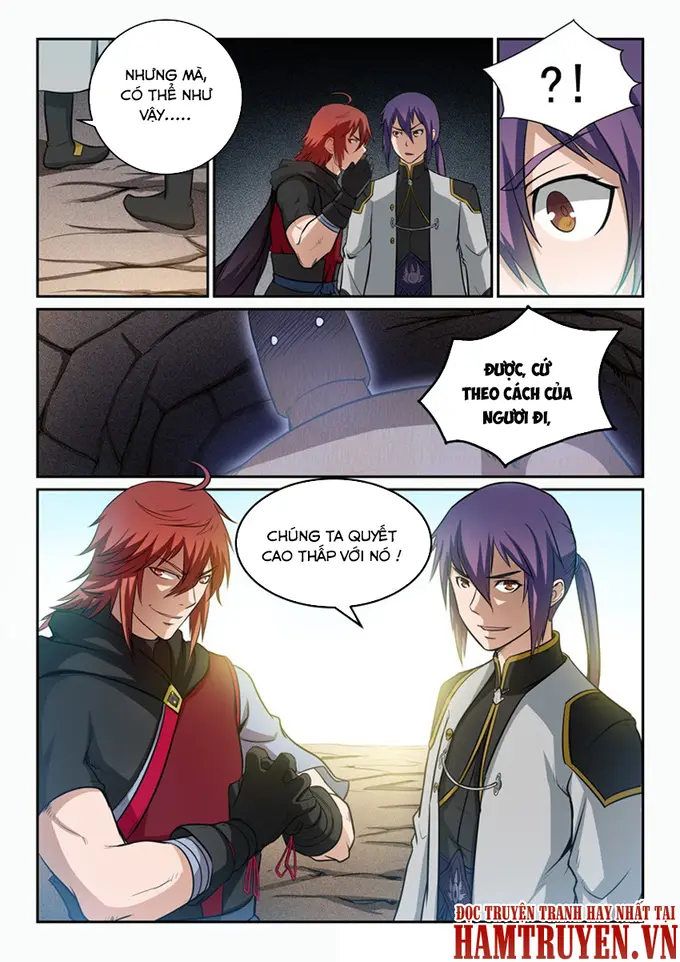 NHƯNG MÀ,
CÓ THỂ NHƯ
VẬY.....
?!
ĐƯỢC, CỨ
THEO CÁCH CỦA
NGƯƠI ĐI,
CHÚNG TA QUYẾT
CAO THẤP VỚI NÓ !
ĐỌC TRUYỆN TRANH HAY NHẤT TẠI
HAMTRUYEN.VN